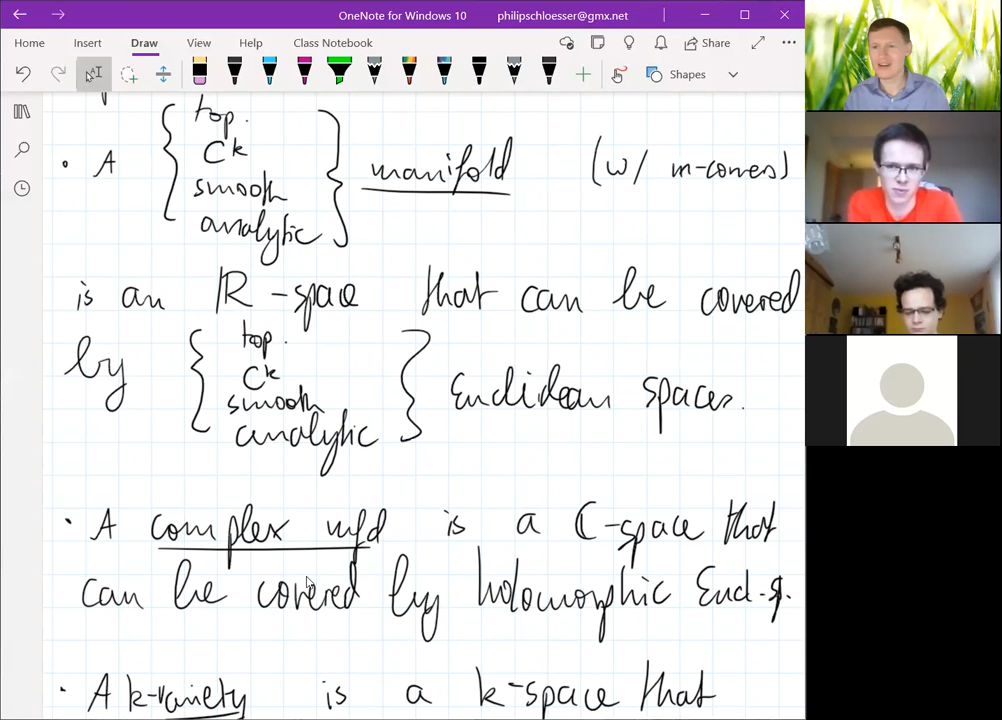 OneNote for Windows 10
philipschloesser@gmx.net
Home Insert Draw View Help Class Notebook
Share
Shapes
top.
C^k
• A { smooth } manifold (w/ m-corners)
analytic
is an ℝ-space that can be covered
top.
by C^k
smooth Euclidean spaces.
analytic
• A complex mfd is a ℂ-space that
can be covered by holomorphic Eucl-sp.
• A k-variety is a k-space that